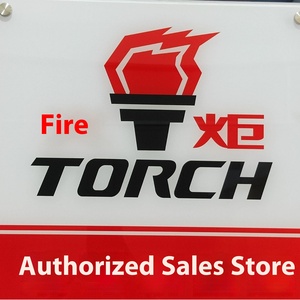 Fire 炬
TORCH
Authorized Sales Store